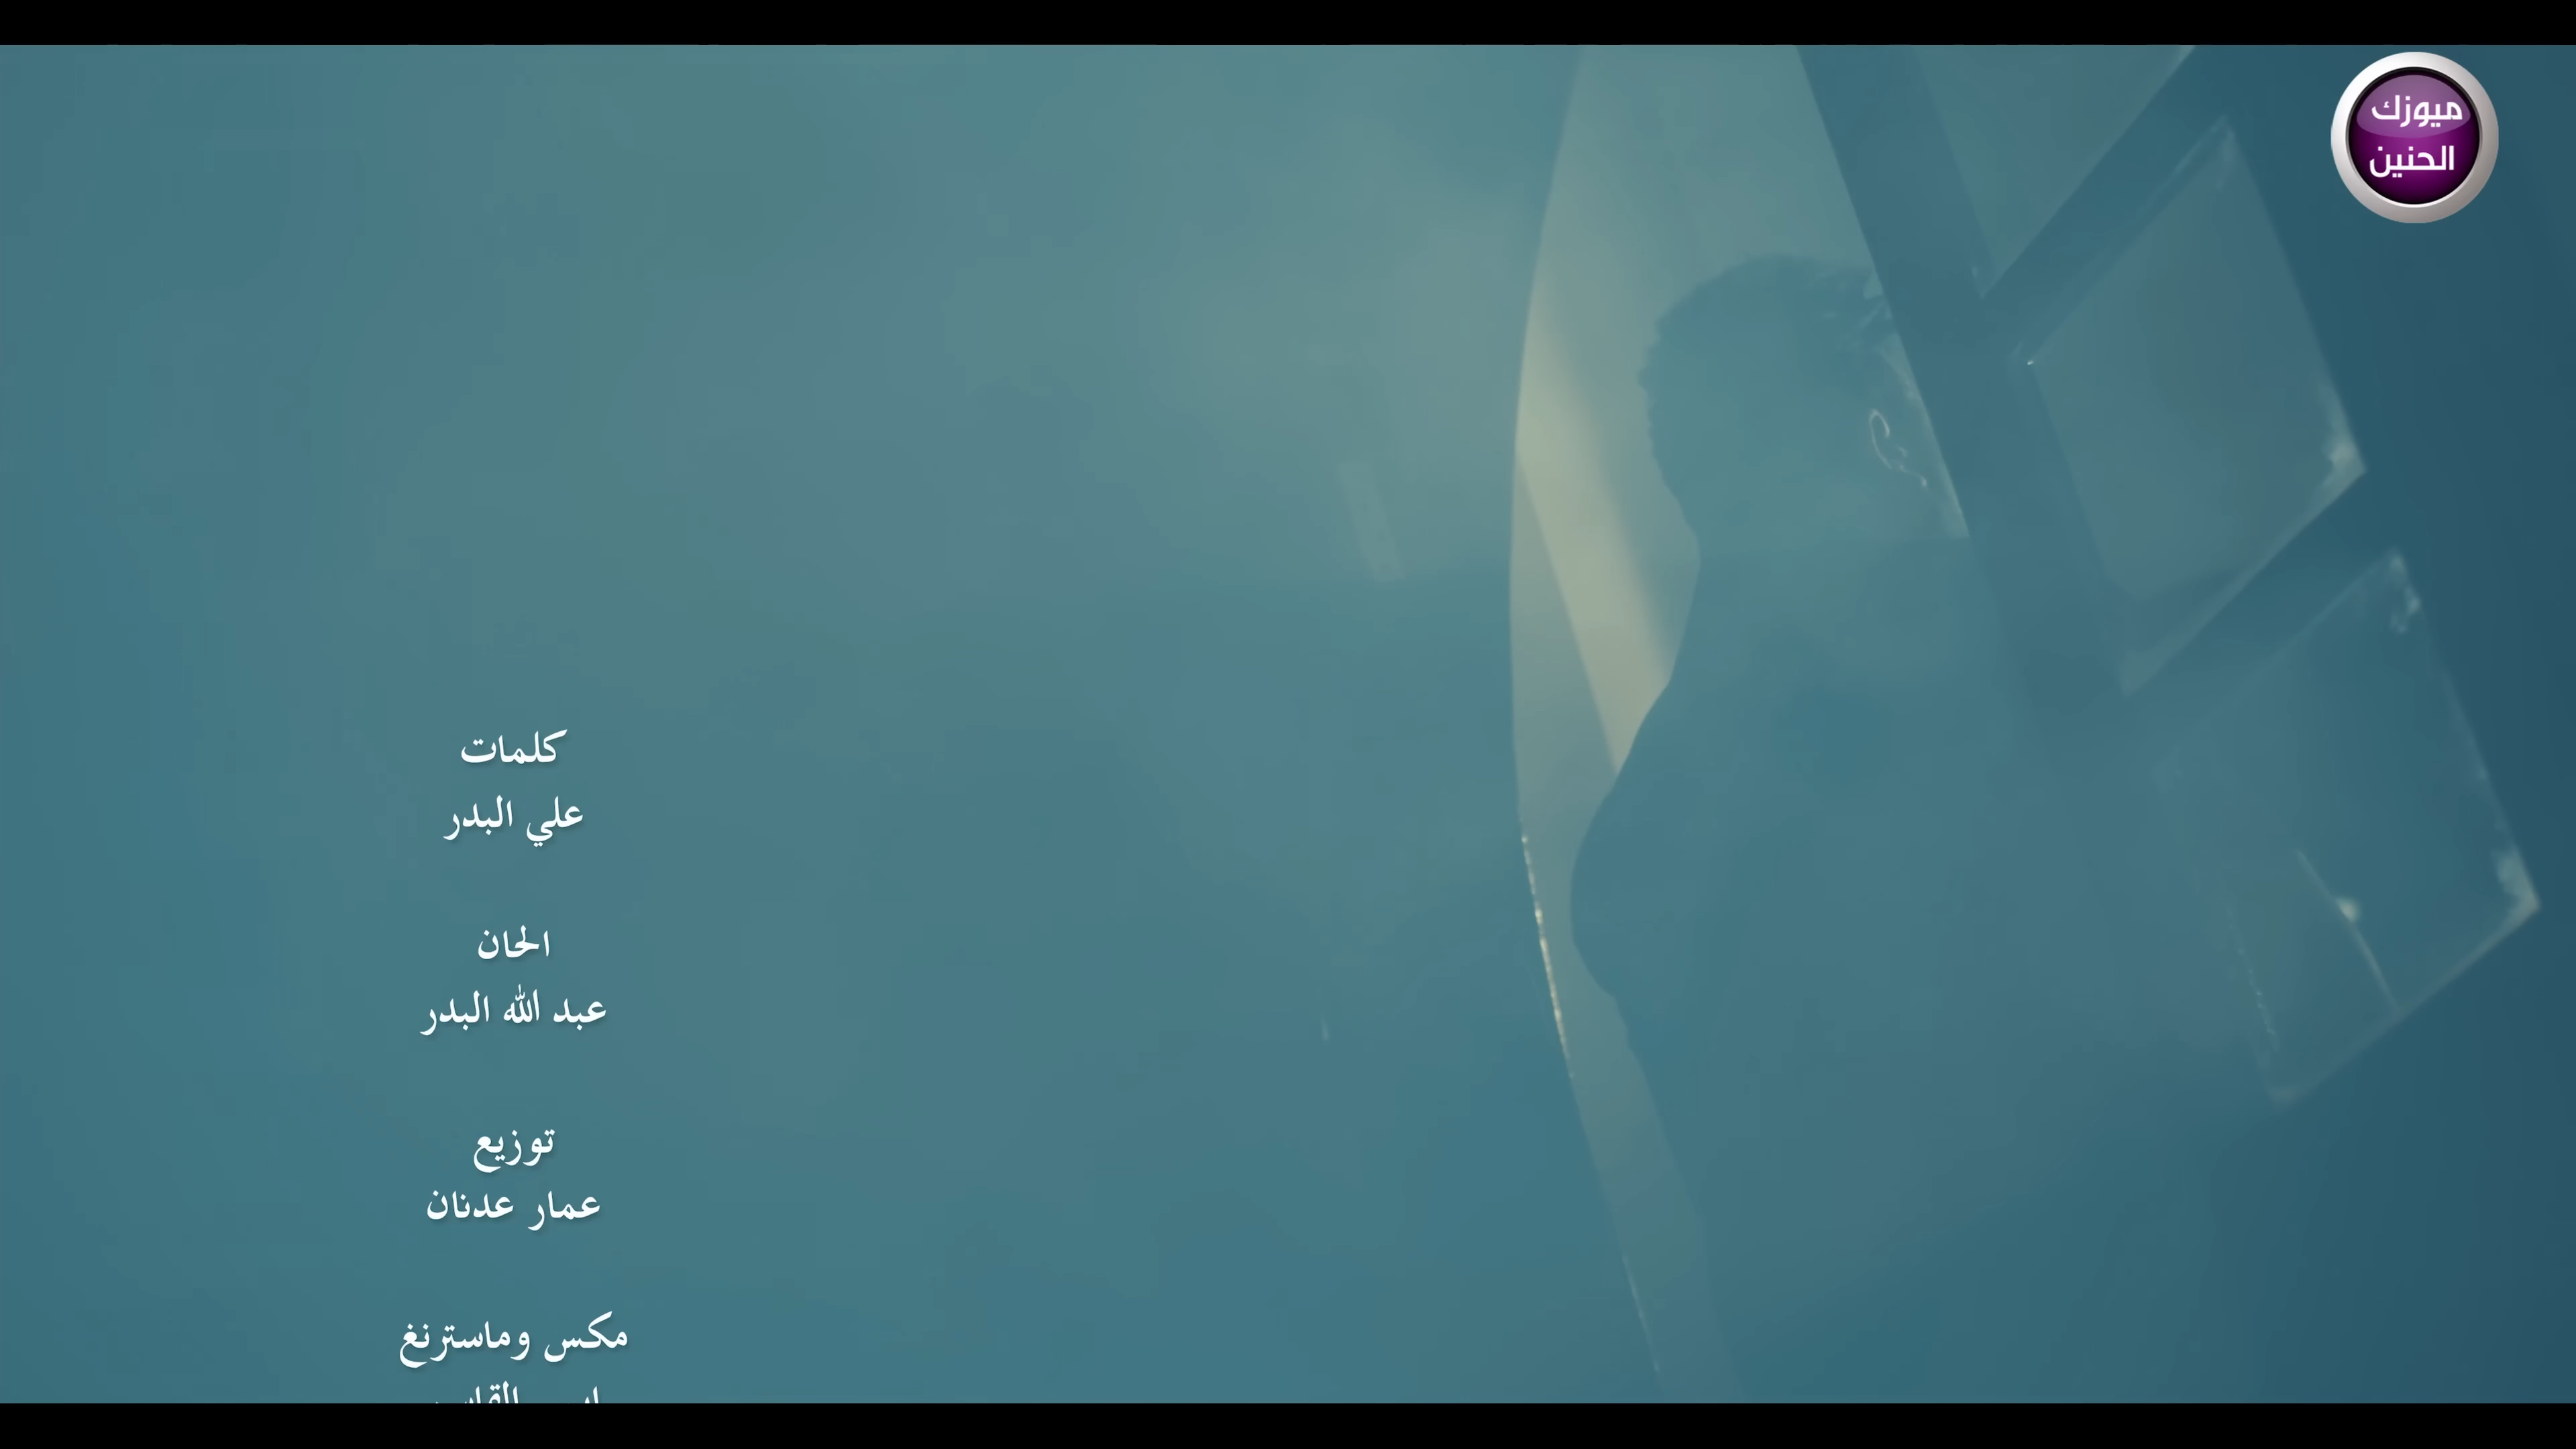 ميوزك
الحنين
كلمات
علي البدر
الحان
عبد الله البدر
توزيع
عمار عدنان
مكس وماسترنغ